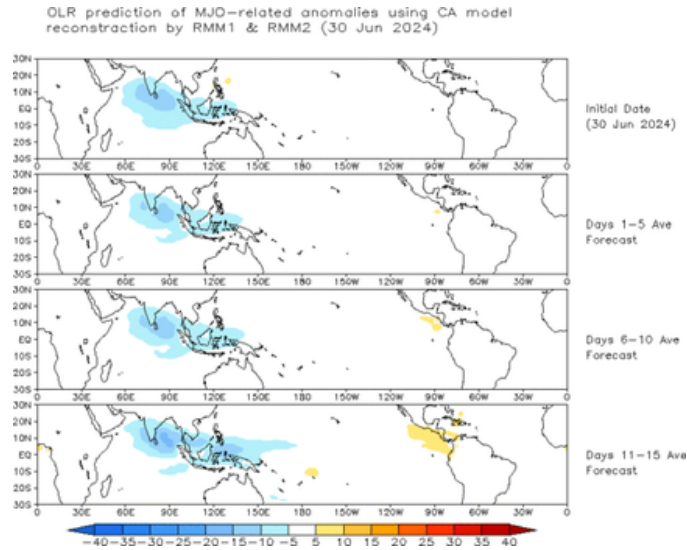 OLR prediction of MJO-related anomalies using CA model
reconstraction by RMM1 & RMM2 (30 Jun 2024)
30N
20N
10N
EQ
10S
20S
30S
0 30E 60E 90E 120E 150E 180 150W 120W 90W 60W 30W 0
Initial Date
(30 Jun 2024)
30N
20N
10N
EQ
10S
20S
30S
0 30E 60E 90E 120E 150E 180 150W 120W 90W 60W 30W 0
Days 1-5 Ave
Forecast
30N
20N
10N
EQ
10S
20S
30S
0 30E 60E 90E 120E 150E 180 150W 120W 90W 60W 30W 0
Days 6-10 Ave
Forecast
30N
20N
10N
EQ
10S
20S
30S
0 30E 60E 90E 120E 150E 180 150W 120W 90W 60W 30W 0
Days 11-15 Ave
Forecast
-40 -35 -30 -25 -20 -15 -10 -5 5 10 15 20 25 30 35 40